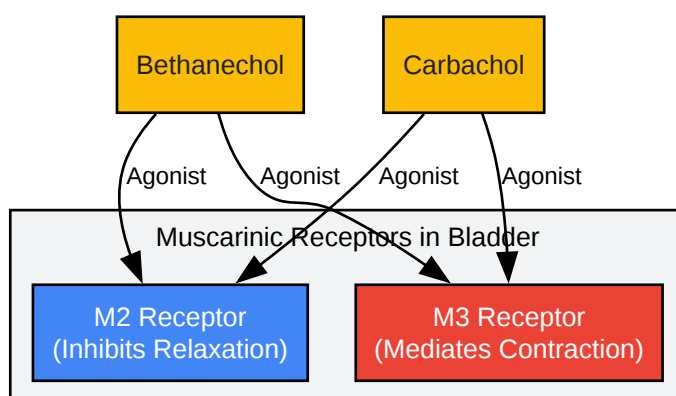 Bethanechol
Carbachol
Agonist
Agonist
Agonist
Agonist
Muscarinic Receptors in Bladder
M2 Receptor
(Inhibits Relaxation)
M3 Receptor
(Mediates Contraction)